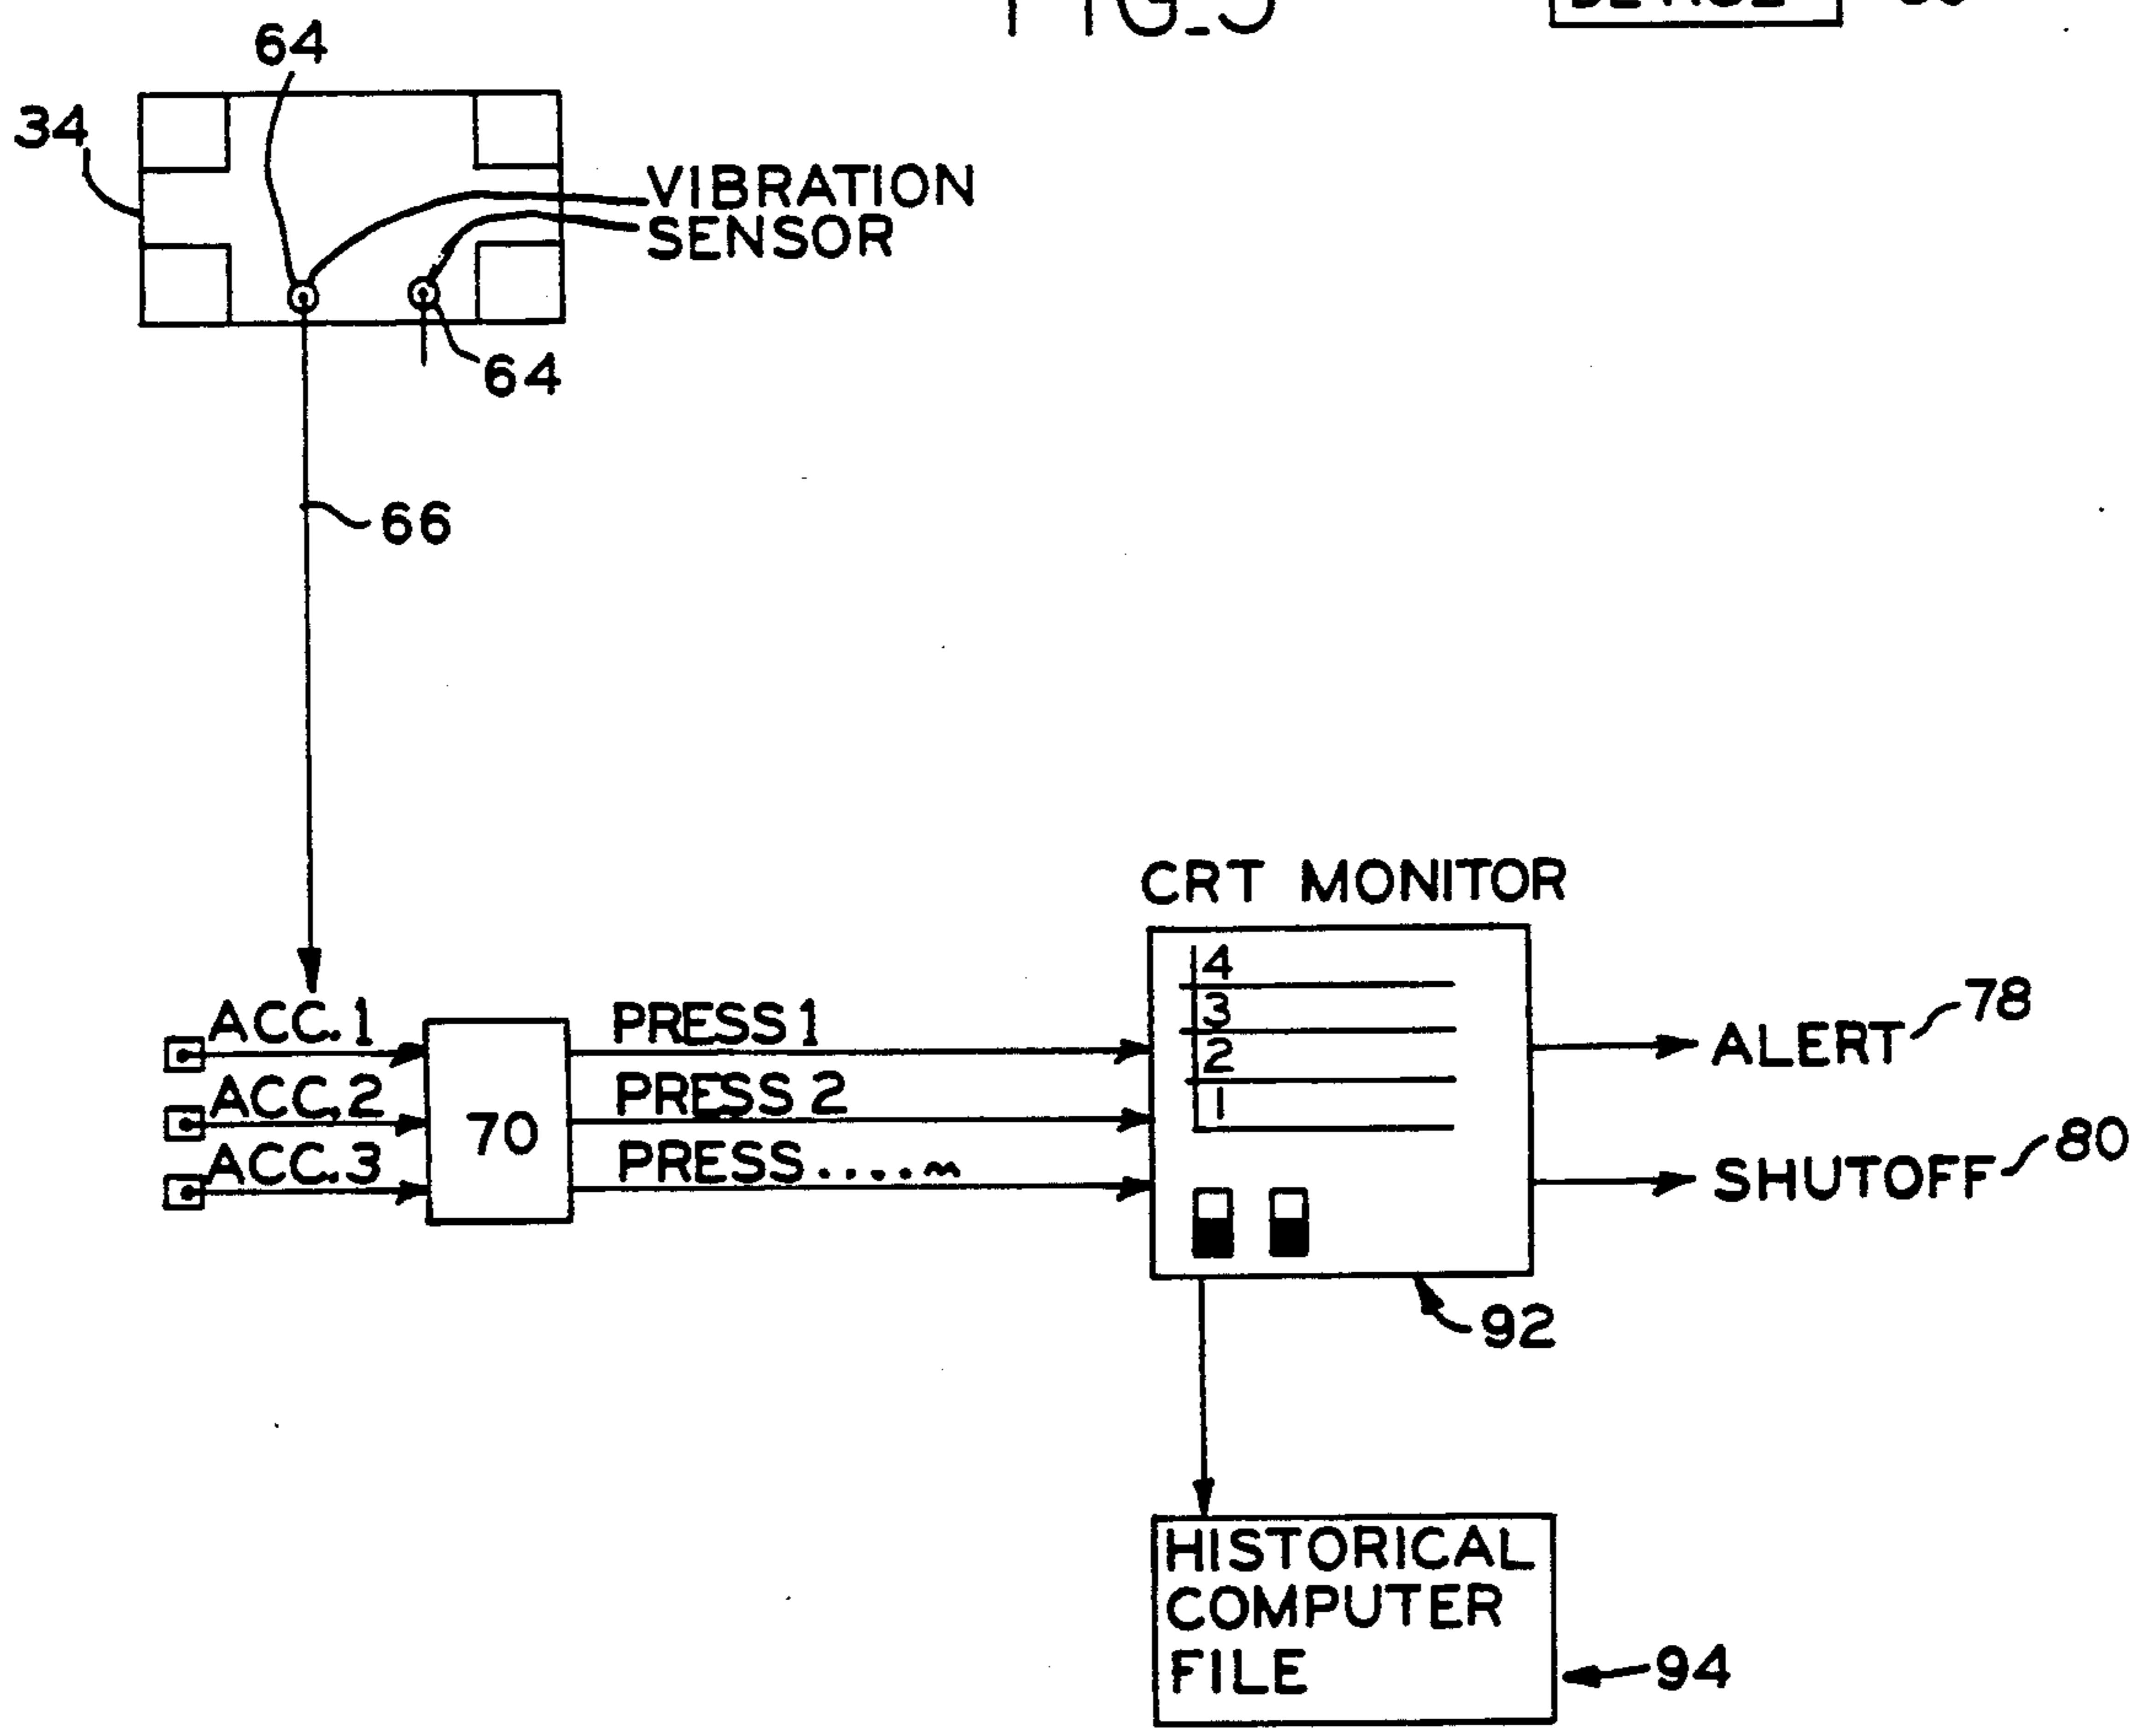 FIG_5
64
34
VIBRATION
SENSOR
64
66
CRT MONITOR
4
3
2
1
ACC. 1
ACC. 2
ACC. 3
70
PRESS 1
PRESS 2
PRESS.....m
ALERT 78
SHUTOFF 80
92
HISTORICAL
COMPUTER
FILE
94